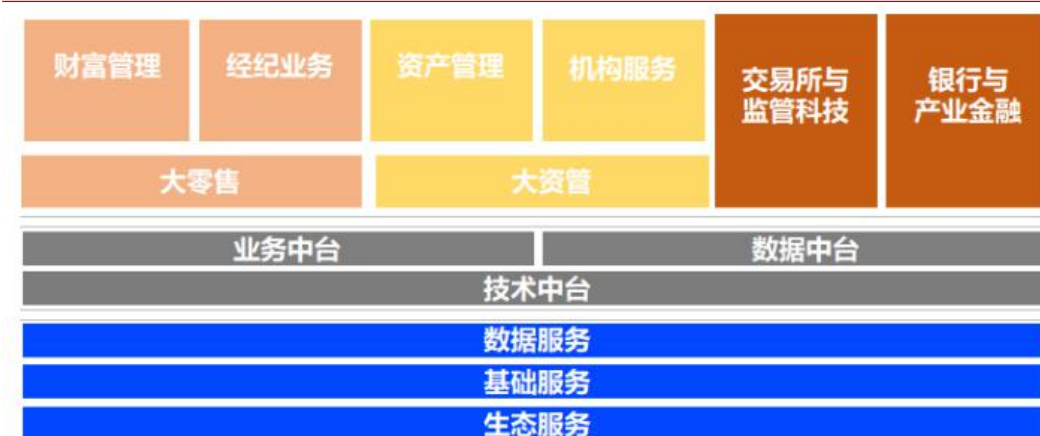 财富管理
经纪业务
资产管理
机构服务
交易所与
监管科技
银行与
产业金融
大零售
大资管
业务中台
数据中台
技术中台
数据服务
基础服务
生态服务